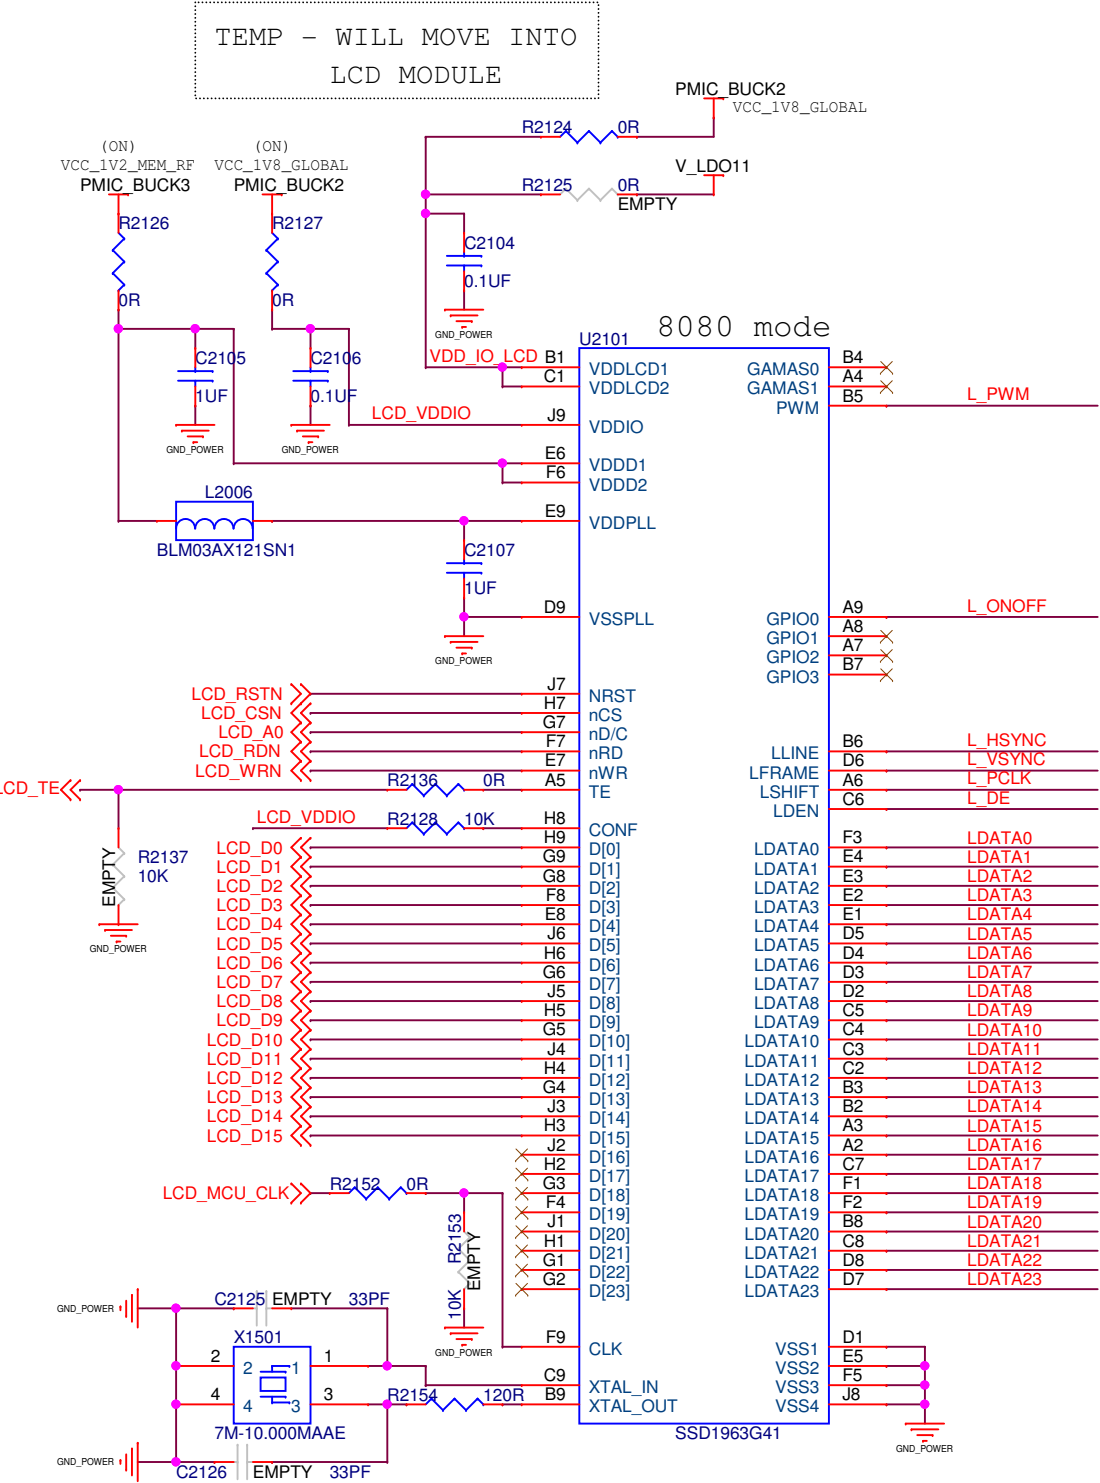 TEMP - WILL MOVE INTO
LCD MODULE
PMIC_BUCK2
VCC_1V8_GLOBAL
R2124 0R
V_LDO11
R2125 0R
EMPTY
(ON)
VCC_1V2_MEM_RF
PMIC_BUCK3
(ON)
VCC_1V8_GLOBAL
PMIC_BUCK2
R2126
0R
R2127
0R
C2104
0.1UF
GND_POWER
C2105
1UF
GND_POWER
C2106
0.1UF
GND_POWER
8080 mode
U2101
VDD_IO_LCD B1 VDDLCD1
C1 VDDLCD2
LCD_VDDIO J9 VDDIO
E6 VDDD1
F6 VDDD2
L2006
BLM03AX121SN1
E9 VDDPLL
C2107
1UF
D9 VSSPLL
GND_POWER
LCD_RSTN J7 NRST
LCD_CSN H7 nCS
LCD_A0 G7 nD/C
LCD_RDN F7 nRD
LCD_WRN E7 nWR
LCD_TE R2136 0R A5 TE
R2137
10K
EMPTY
GND_POWER
LCD_VDDIO R2128 10K H8 CONF
LCD_D0 H9 D[0]
LCD_D1 G9 D[1]
LCD_D2 G8 D[2]
LCD_D3 F8 D[3]
LCD_D4 E8 D[4]
LCD_D5 J6 D[5]
LCD_D6 H6 D[6]
LCD_D7 G6 D[7]
LCD_D8 J5 D[8]
LCD_D9 H5 D[9]
LCD_D10 G5 D[10]
LCD_D11 J4 D[11]
LCD_D12 H4 D[12]
LCD_D13 G4 D[13]
LCD_D14 J3 D[14]
LCD_D15 H3 D[15]
J2 D[16]
H2 D[17]
G3 D[18]
F4 D[19]
J1 D[20]
H1 D[21]
G1 D[22]
G2 D[23]
LCD_MCU_CLK R2152 0R
R2153
10K
EMPTY
GND_POWER
F9 CLK
GND_POWER
C2125 EMPTY 33PF
X1501
2 2 1 1
4 4 3 3
7M-10.000MAAE
C9 XTAL_IN
R2154 120R B9 XTAL_OUT
GND_POWER
C2126 EMPTY 33PF
GAMAS0 B4
GAMAS1 A4
PWM B5 L_PWM
GPIO0 A9 L_ONOFF
GPIO1 A8
GPIO2 A7
GPIO3 B7
LLINE B6 L_HSYNC
LFRAME D6 L_VSYNC
LSHIFT A6 L_PCLK
LDEN C6 L_DE
LDATA0 F3 LDATA0
LDATA1 E4 LDATA1
LDATA2 E3 LDATA2
LDATA3 E2 LDATA3
LDATA4 E1 LDATA4
LDATA5 D5 LDATA5
LDATA6 D4 LDATA6
LDATA7 D3 LDATA7
LDATA8 D2 LDATA8
LDATA9 C5 LDATA9
LDATA10 C4 LDATA10
LDATA11 C3 LDATA11
LDATA12 C2 LDATA12
LDATA13 B3 LDATA13
LDATA14 B2 LDATA14
LDATA15 A3 LDATA15
LDATA16 A2 LDATA16
LDATA17 C7 LDATA17
LDATA18 F1 LDATA18
LDATA19 F2 LDATA19
LDATA20 B8 LDATA20
LDATA21 C8 LDATA21
LDATA22 D8 LDATA22
LDATA23 D7 LDATA23
VSS1 D1
VSS2 E5
VSS3 F5
VSS4 J8
GND_POWER
SSD1963G41